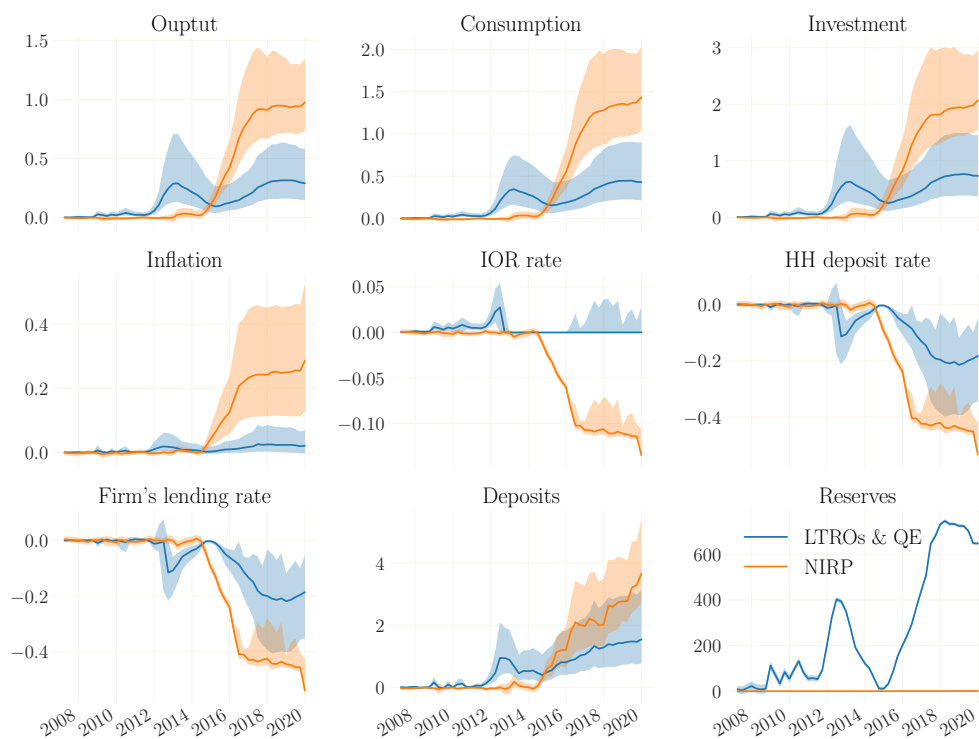 Ouptut
Consumption
Investment
1.5
1.0
0.5
0.0
2.0
1.5
1.0
0.5
0.0
3
2
1
0
Inflation
IOR rate
HH deposit rate
0.4
0.2
0.0
0.05
0.00
−0.05
−0.10
0.0
−0.2
−0.4
Firm's lending rate
Deposits
Reserves
0.0
−0.2
−0.4
4
2
0
600
400
200
0
LTROs & QE
NIRP
2008 2010 2012 2014 2016 2018 2020
2008 2010 2012 2014 2016 2018 2020
2008 2010 2012 2014 2016 2018 2020